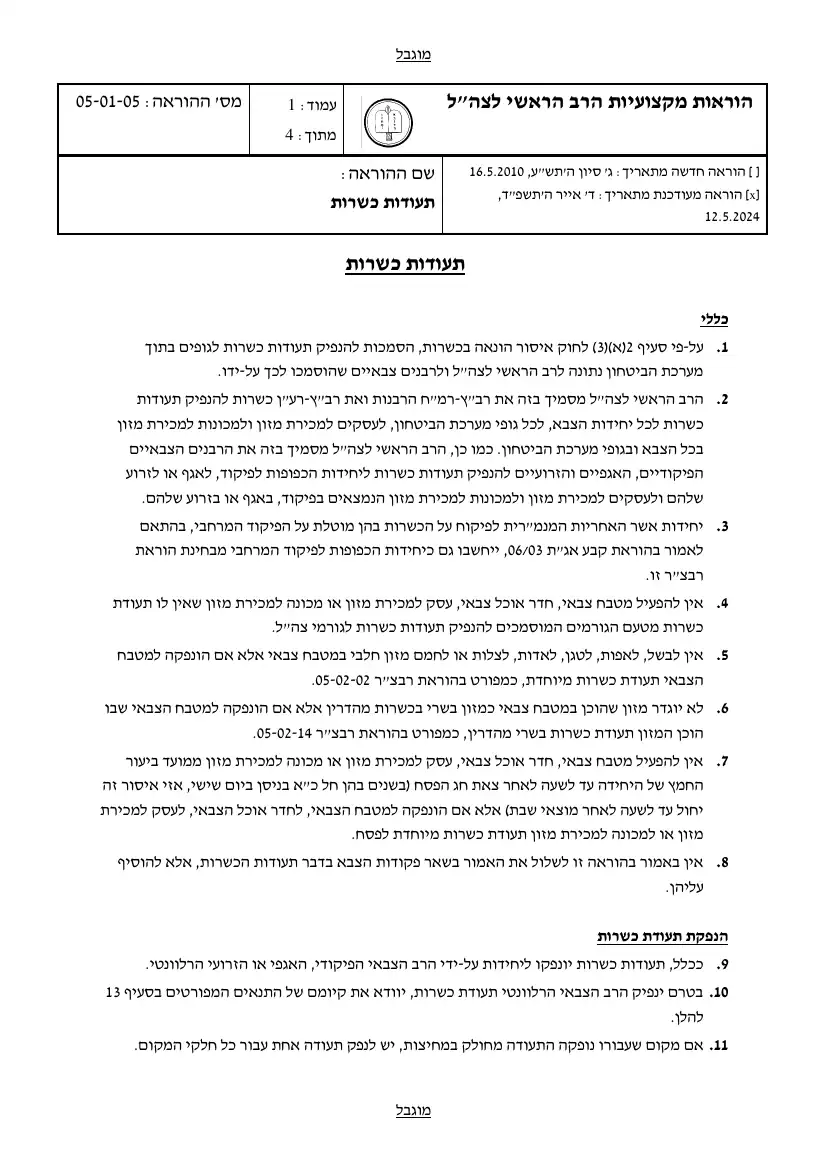 מוגבל
הוראות מקצועיות הרב הראשי לצה״ל
עמוד : 1
מתוך : 4
מס׳ ההוראה : 05-01-05
[ ] הוראה חדשה מתאריך : ג׳ סיון ה׳תש״ע, 16.5.2010
[x] הוראה מעודכנת מתאריך : ד׳ אייר ה׳תשפ״ד,
12.5.2024
שם ההוראה :
תעודות כשרות
תעודות כשרות
כללי
1. על-פי סעיף 2(א)(3) לחוק איסור הונאה בכשרות, הסמכות להנפיק תעודות כשרות לגופים בתוך
מערכת הביטחון נתונה לרב הראשי לצה״ל ולרבנים צבאיים שהוסמכו לכך על-ידו.
2. הרב הראשי לצה״ל מסמיך בזה את רב״ץ-רמ״ח הרבנות ואת רב״ץ-רע״ן כשרות להנפיק תעודות
כשרות לכל יחידות הצבא, לכל גופי מערכת הביטחון, לעסקים למכירת מזון ולמכונות למכירת מזון
בכל הצבא ובגופי מערכת הביטחון. כמו כן, הרב הראשי לצה״ל מסמיך בזה את הרבנים הצבאיים
הפיקודיים, האגפיים והזרועיים להנפיק תעודות כשרות ליחידות הכפופות לפיקוד, לאגף או לזרוע
שלהם ולעסקים למכירת מזון ולמכונות למכירת מזון הנמצאים בפיקוד, באגף או בזרוע שלהם.
3. יחידות אשר האחריות המנמ״רית לפיקוח על הכשרות בהן מוטלת על הפיקוד המרחבי, בהתאם
לאמור בהוראת קבע אג״ת 06/03, ייחשבו גם כיחידות הכפופות לפיקוד המרחבי מבחינת הוראת
רבצ״ר זו.
4. אין להפעיל מטבח צבאי, חדר אוכל צבאי, עסק למכירת מזון או מכונה למכירת מזון שאין לו תעודת
כשרות מטעם הגורמים המוסמכים להנפיק תעודות כשרות לגורמי צה״ל.
5. אין לבשל, לאפות, לטגן, לאדות, לצלות או לחמם מזון חלבי במטבח צבאי אלא אם הונפקה למטבח
הצבאי תעודת כשרות מיוחדת, כמפורט בהוראת רבצ״ר 05-02-02.
6. לא יוגדר מזון שהוכן במטבח צבאי כמזון בשרי בכשרות מהדרין אלא אם הונפקה למטבח הצבאי שבו
הוכן המזון תעודת כשרות בשרי מהדרין, כמפורט בהוראת רבצ״ר 05-02-14.
7. אין להפעיל מטבח צבאי, חדר אוכל צבאי, עסק למכירת מזון או מכונה למכירת מזון ממועד ביעור
החמץ של היחידה עד לשעה לאחר צאת חג הפסח (בשנים בהן חל כ״א בניסן ביום שישי, אזי איסור זה
יחול עד לשעה לאחר מוצאי שבת) אלא אם הונפקה למטבח הצבאי, לחדר אוכל הצבאי, לעסק למכירת
מזון או למכונה למכירת מזון תעודת כשרות מיוחדת לפסח.
8. אין באמור בהוראה זו לשלול את האמור בשאר פקודות הצבא בדבר תעודות הכשרות, אלא להוסיף
עליהן.
הנפקת תעודת כשרות
9. ככלל, תעודות כשרות יונפקו ליחידות על-ידי הרב הצבאי הפיקודי, האגפי או הזרועי הרלוונטי.
10. בטרם ינפיק הרב הצבאי הרלוונטי תעודת כשרות, יוודא את קיומם של התנאים המפורטים בסעיף 13
להלן.
11. אם מקום שעבורו נופקה התעודה מחולק במחיצות, יש לנפק תעודה אחת עבור כל חלקי המקום.
מוגבל